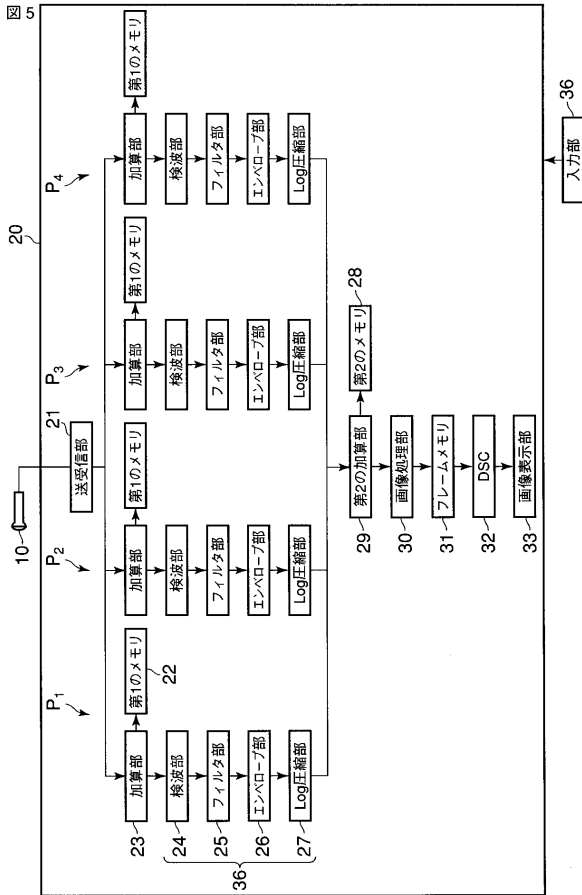 図 5
20
10
21
送受信部
P1
P2
P3
P4
加算部
第1のメモリ
22
加算部
第1のメモリ
加算部
第1のメモリ
加算部
第1のメモリ
23
検波部
検波部
検波部
検波部
24
フィルタ部
フィルタ部
フィルタ部
フィルタ部
25
エンベロープ部
エンベロープ部
エンベロープ部
エンベロープ部
26
Log圧縮部
Log圧縮部
Log圧縮部
Log圧縮部
27
36
第2の加算部
29
第2のメモリ
28
画像処理部
30
フレームメモリ
31
DSC
32
画像表示部
33
入力部
36